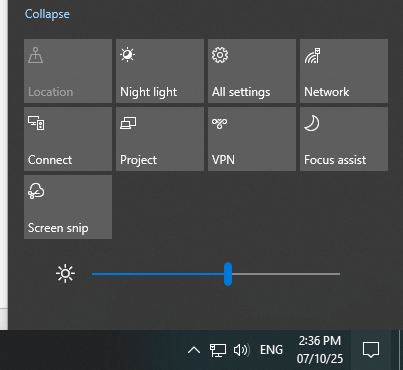 Collapse
Location
Night light
All settings
Network
Connect
Project
VPN
Focus assist
Screen snip
2:36 PM
ENG
07/10/25